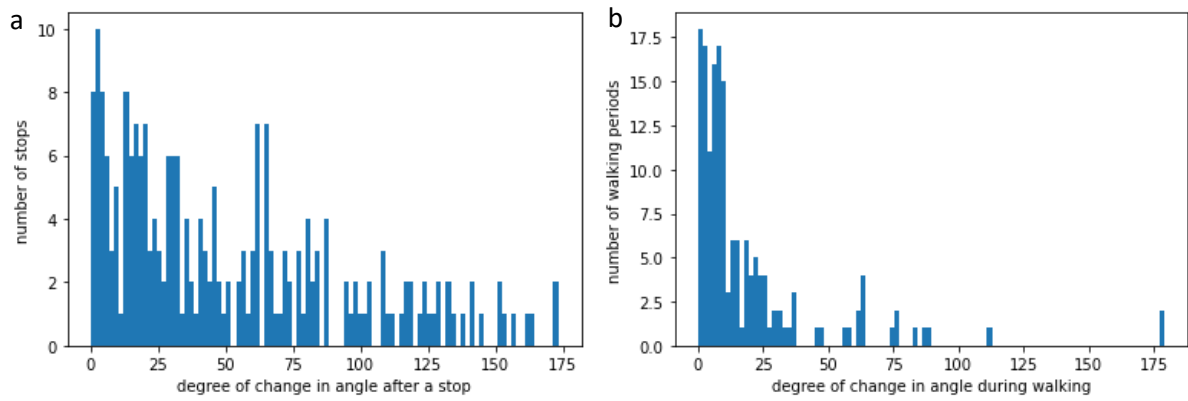 a
10
8
6
4
2
0
number of stops
0 25 50 75 100 125 150 175
degree of change in angle after a stop
b
17.5
15.0
12.5
10.0
7.5
5.0
2.5
0.0
number of walking periods
0 25 50 75 100 125 150 175
degree of change in angle during walking